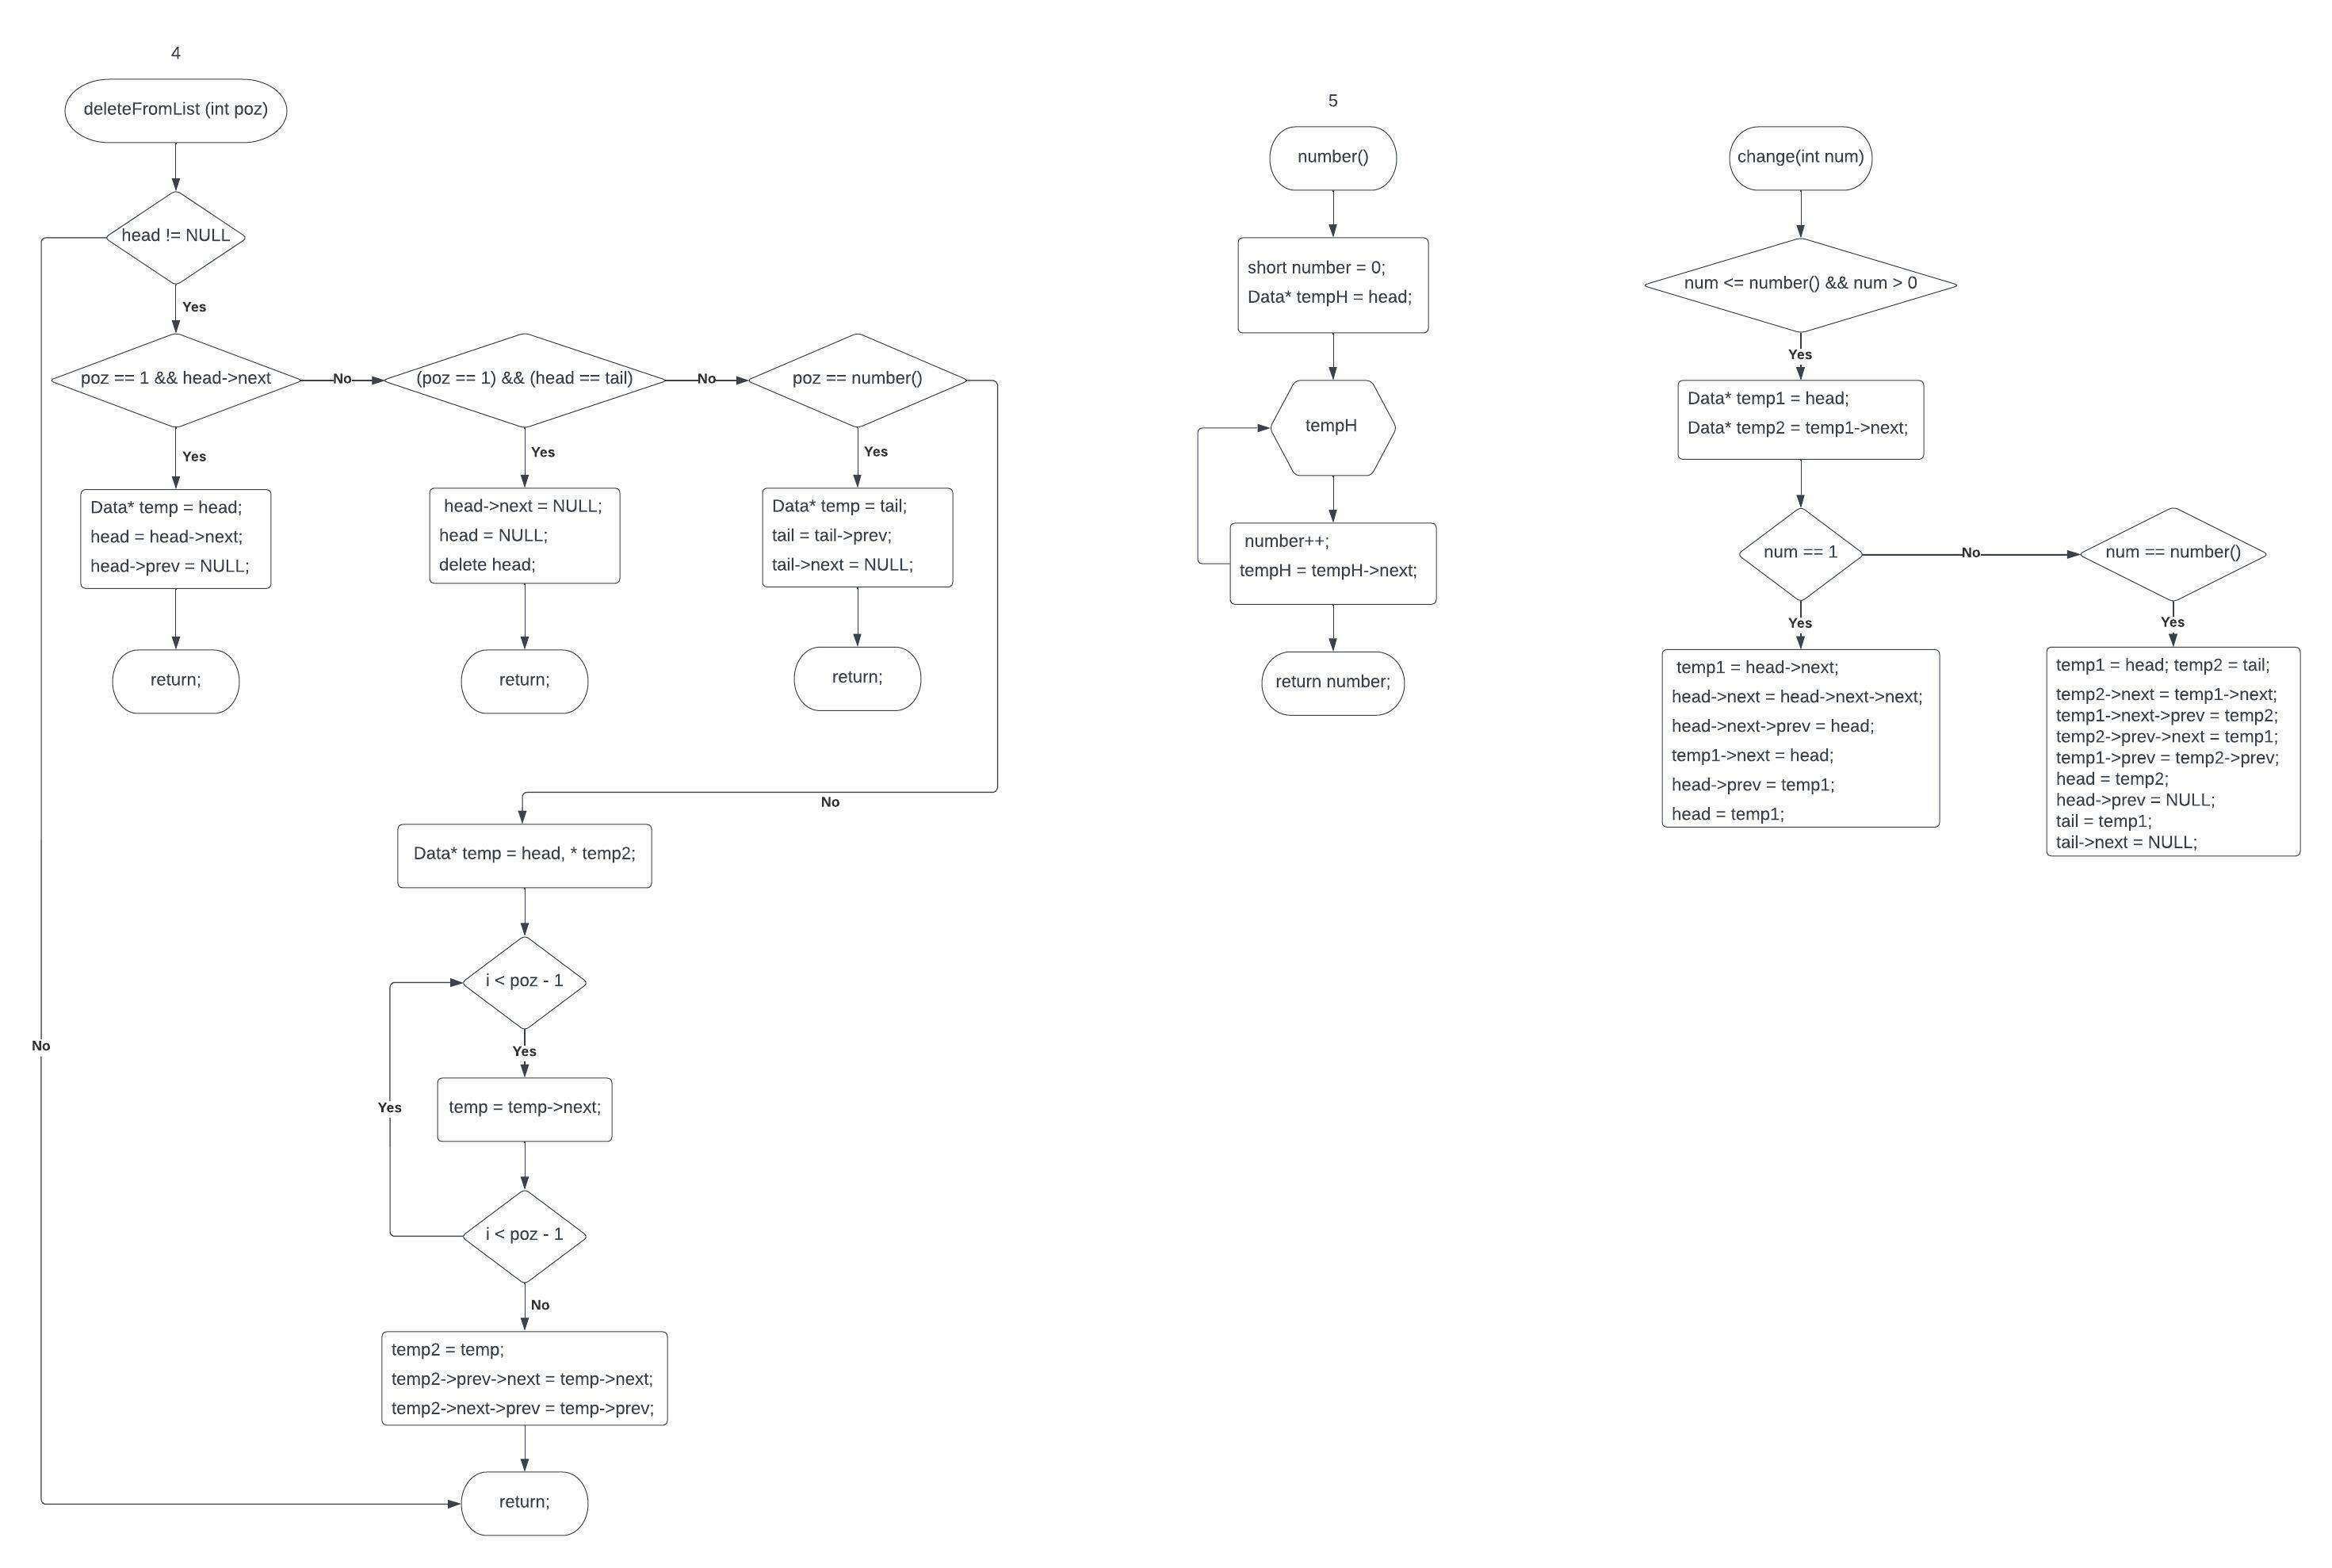 4
deleteFromList (int poz)
head != NULL
Yes
poz == 1 && head->next
No
(poz == 1) && (head == tail)
No
poz == number()
Yes
Yes
Yes
Data* temp = head;
head = head->next;
head->prev = NULL;
head->next = NULL;
head = NULL;
delete head;
Data* temp = tail;
tail = tail->prev;
tail->next = NULL;
return;
return;
return;
No
Data* temp = head, * temp2;
i < poz - 1
Yes
temp = temp->next;
Yes
No
i < poz - 1
No
temp2 = temp;
temp2->prev->next = temp->next;
temp2->next->prev = temp->prev;
return;
5
number()
short number = 0;
Data* tempH = head;
tempH
number++;
tempH = tempH->next;
return number;
change(int num)
num <= number() && num > 0
Yes
Data* temp1 = head;
Data* temp2 = temp1->next;
num == 1
No
num == number()
Yes
Yes
temp1 = head->next;
head->next = head->next->next;
head->next->prev = head;
temp1->next = head;
head->prev = temp1;
head = temp1;
temp1 = head; temp2 = tail;
temp2->next = temp1->next;
temp1->next->prev = temp2;
temp2->prev->next = temp1;
temp1->prev = temp2->prev;
head = temp2;
head->prev = NULL;
tail = temp1;
tail->next = NULL;